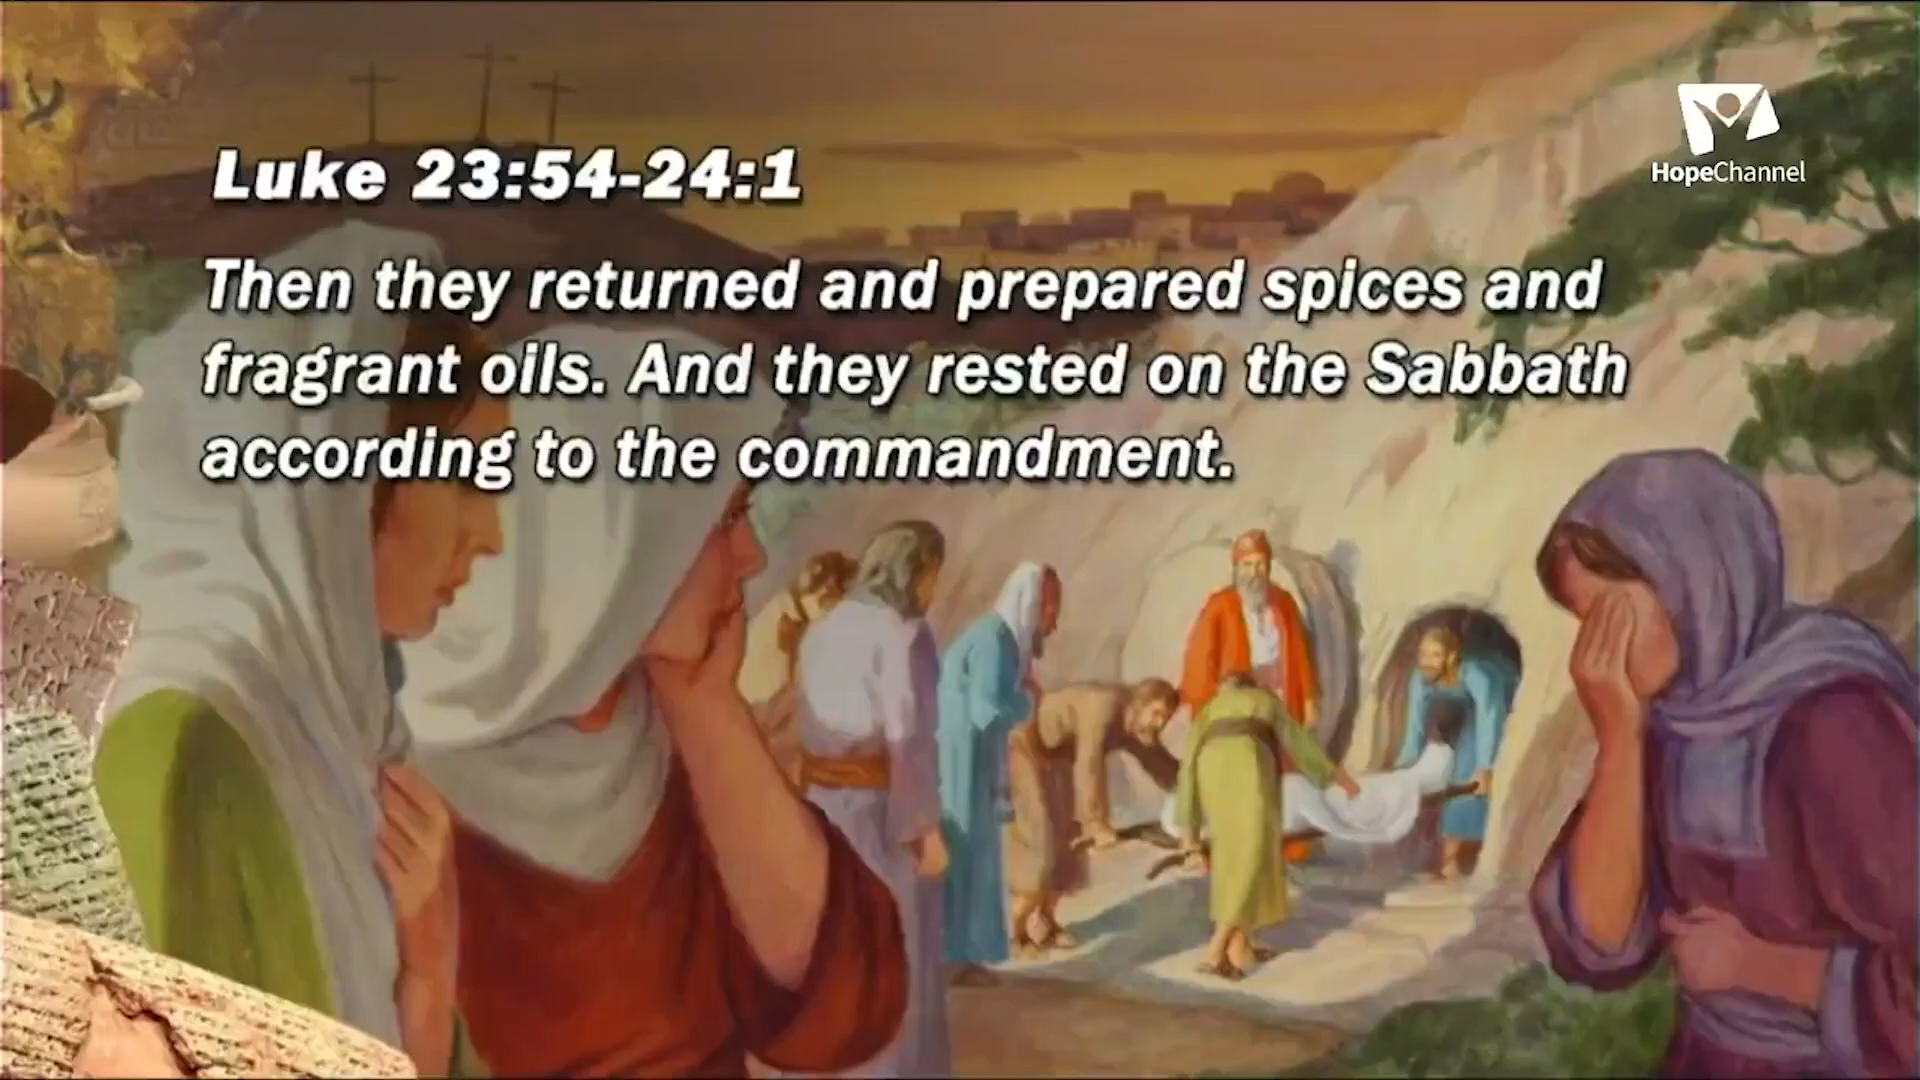 HopeChannel
Luke 23:54-24:1
Then they returned and prepared spices and
fragrant oils. And they rested on the Sabbath
according to the commandment.